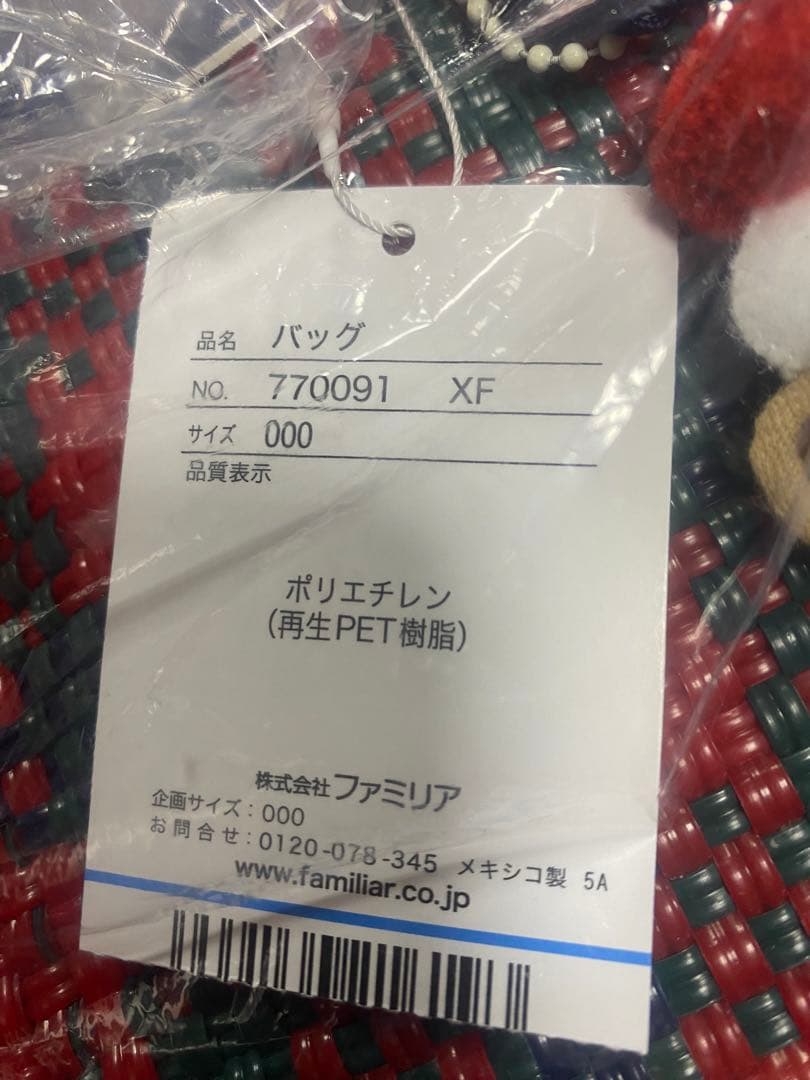 品名 バッグ
NO. 770091 XF
サイズ 000
品質表示
ポリエチレン
(再生PET樹脂)
株式会社ファミリア
企画サイズ：000
お問合せ：0120-078-345 メキシコ製 5A
www.familiar.co.jp